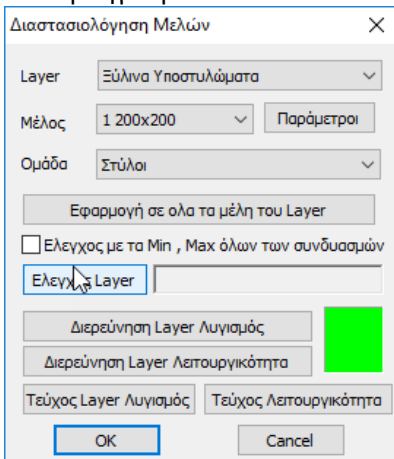 Διαστασιολόγηση Μελών
Layer Ξύλινα Υποστυλώματα
Μέλος 1 200x200 Παράμετροι
Ομάδα Στύλοι
Εφαρμογή σε ολα τα μέλη του Layer
Ελεγχος με τα Min , Max όλων των συνδυασμών
Ελεγχος Layer
Διερεύνηση Layer Λυγισμός
Διερεύνηση Layer Λειτουργικότητα
Τεύχος Layer Λυγισμός Τεύχος Λειτουργικότητα
OK Cancel